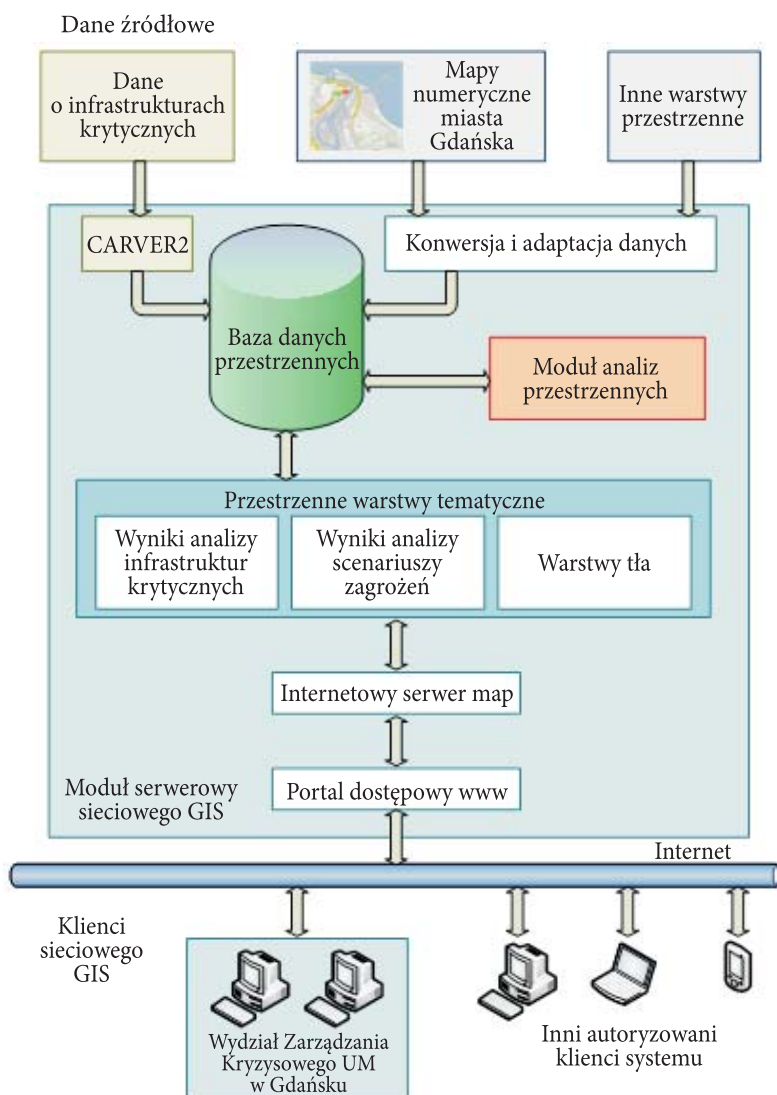 Dane źródłowe
Dane
o infrastrukturach
krytycznych
Mapy
numeryczne
miasta
Gdańska
Inne warstwy
przestrzenne
CARVER2
Konwersja i adaptacja danych
Baza danych
przestrzennych
Moduł analiz
przestrzennych
Przestrzenne warstwy tematyczne
Wyniki analizy
infrastruktur
krytycznych
Wyniki analizy
scenariuszy
zagrożeń
Warstwy tła
Internetowy serwer map
Moduł serwerowy
sieciowego GIS
Portal dostępowy www
Internet
Klienci
sieciowego
GIS
Wydział Zarządzania
Kryzysowego UM
w Gdańsku
Inni autoryzowani
klienci systemu